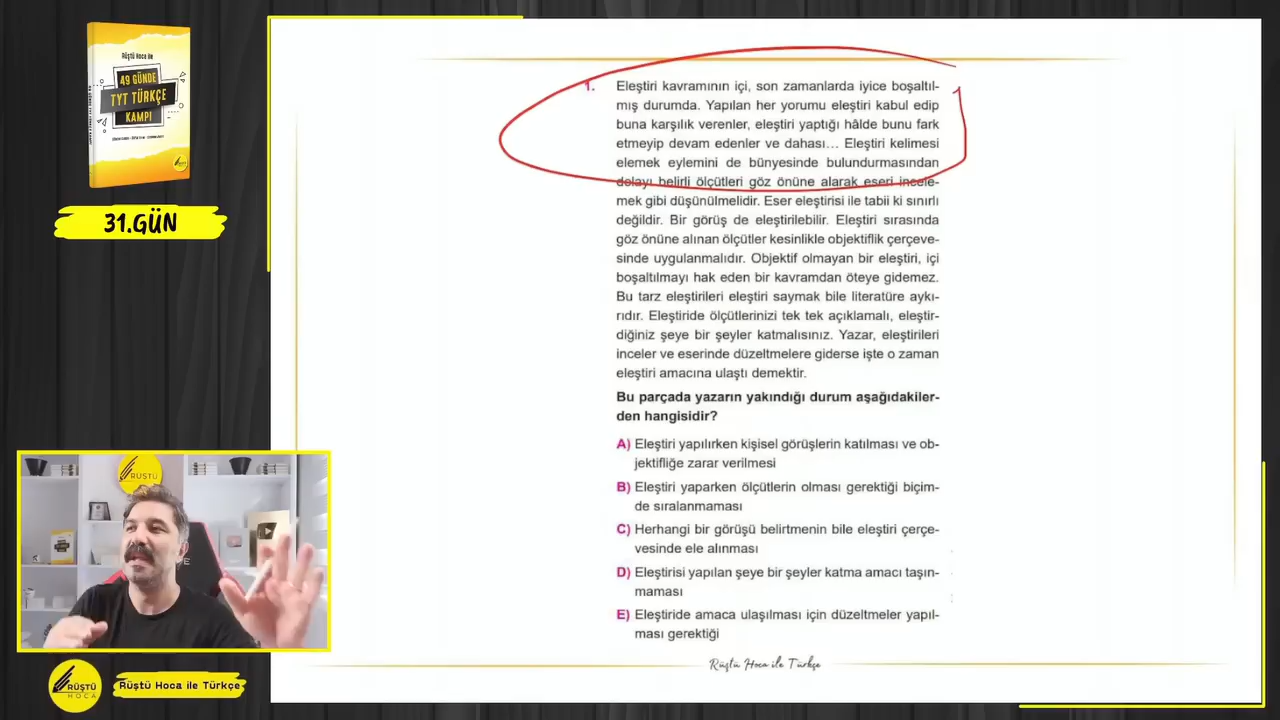 RÜŞTÜ HOCA İLE
49 GÜNDE
TYT TÜRKÇE
KAMPI
31.GÜN
1. Eleştiri kavramının içi, son zamanlarda iyice boşaltıl-
mış durumda. Yapılan her yorumu eleştiri kabul edip
buna karşılık verenler, eleştiri yaptığı hâlde bunu fark
etmeyip devam edenler ve dahası... Eleştiri kelimesi
elemek eylemini de bünyesinde bulundurmasından
dolayı belirli ölçütleri göz önüne alarak eseri incele-
mek gibi düşünülmelidir. Eser eleştirisi ile tabii ki sınırlı
değildir. Bir görüş de eleştirilebilir. Eleştiri sırasında
göz önüne alınan ölçütler kesinlikle objektiflik çerçeve-
sinde uygulanmalıdır. Objektif olmayan bir eleştiri, içi
boşaltılmayı hak eden bir kavramdan öteye gidemez.
Bu tarz eleştirileri eleştiri saymak bile literatüre aykı-
rıdır. Eleştiride ölçütlerinizi tek tek açıklamalı, eleştir-
diğiniz şeye bir şeyler katmalısınız. Yazar, eleştirileri
inceler ve eserinde düzeltmelere giderse işte o zaman
eleştiri amacına ulaştı demektir.
Bu parçada yazarın yakındığı durum aşağıdakiler-
den hangisidir?
A) Eleştiri yapılırken kişisel görüşlerin katılması ve ob-
jektifliğe zarar verilmesi
B) Eleştiri yaparken ölçütlerin olması gerektiği biçim-
de sıralanmaması
C) Herhangi bir görüşü belirtmenin bile eleştiri çerçe-
vesinde ele alınması
D) Eleştirisi yapılan şeye bir şeyler katma amacı taşın-
maması
E) Eleştiride amaca ulaşılması için düzeltmeler yapıl-
ması gerektiği
Rüştü Hoca ile Türkçe
RÜŞTÜ
RÜŞTÜ
HOCA
Rüştü Hoca ile Türkçe